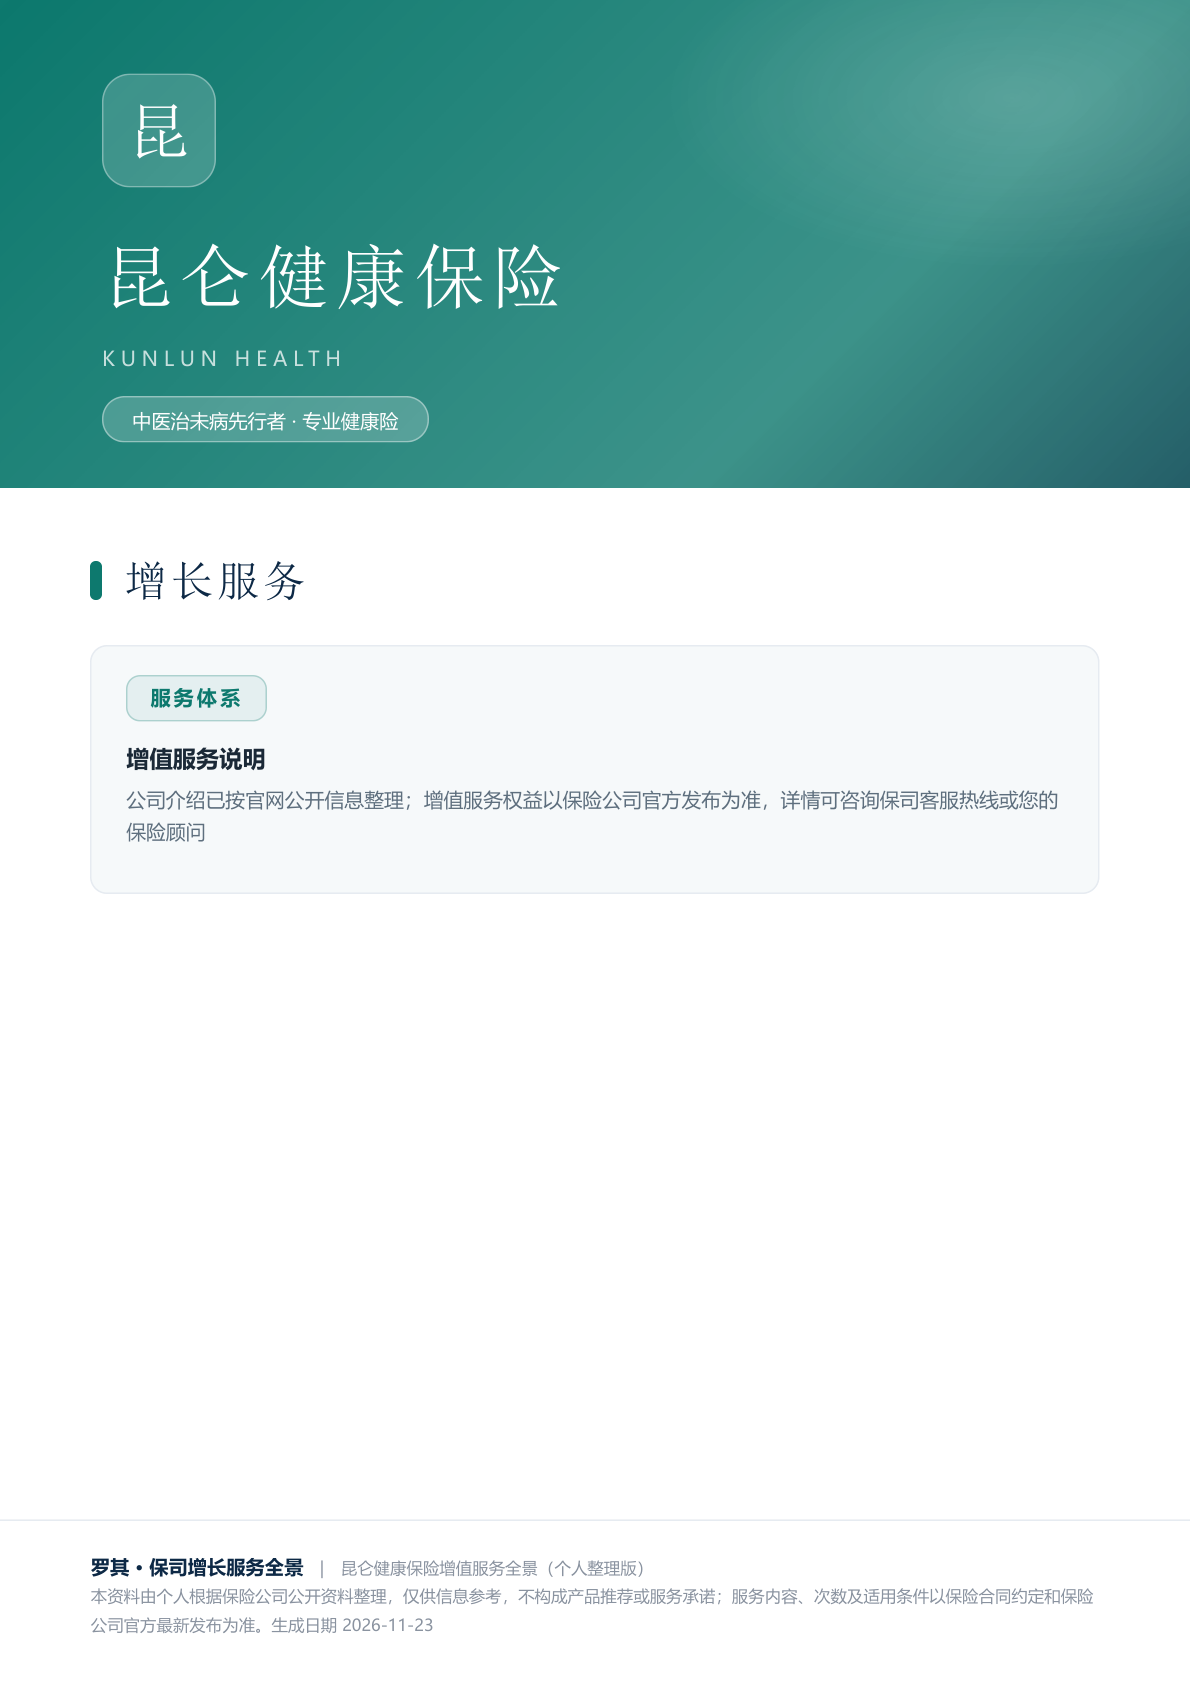 昆
昆仑健康保险
KUNLUN HEALTH
中医治未病先行者 · 专业健康险
增长服务
服务体系
增值服务说明
公司介绍已按官网公开信息整理；增值服务权益以保险公司官方发布为准，详情可咨询保司客服热线或您的
保险顾问
罗其 • 保司增长服务全景 | 昆仑健康保险增值服务全景（个人整理版）
本资料由个人根据保险公司公开资料整理，仅供信息参考，不构成产品推荐或服务承诺；服务内容、次数及适用条件以保险合同约定和保险
公司官方最新发布为准。生成日期 2026-11-23